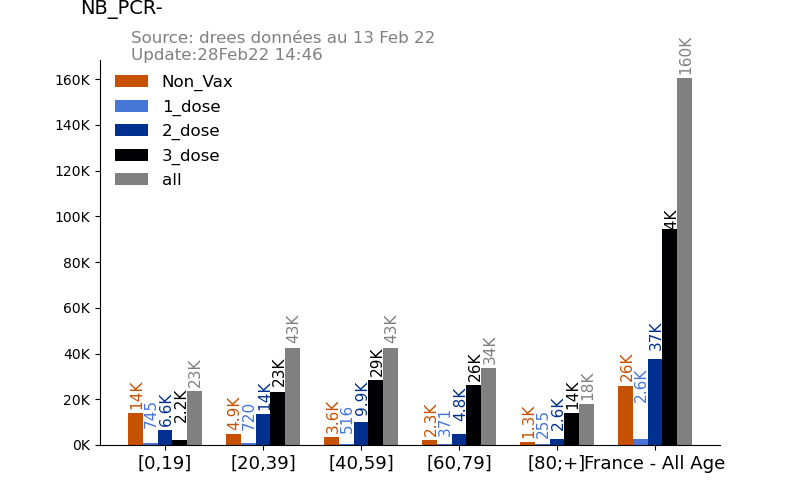 NB_PCR-
Source: drees données au 13 Feb 22
Update:28Feb22 14:46
160K
140K
120K
100K
80K
60K
40K
20K
0K
Non_Vax
1_dose
2_dose
3_dose
all
14K
745
6.6K
2.2K
23K
4.9K
720
14K
23K
43K
3.6K
516
9.9K
29K
43K
2.3K
371
4.8K
26K
34K
1.3K
255
2.6K
14K
18K
26K
2.6K
37K
4K
160K
[0,19]
[20,39]
[40,59]
[60,79]
[80;+]
France - All Age